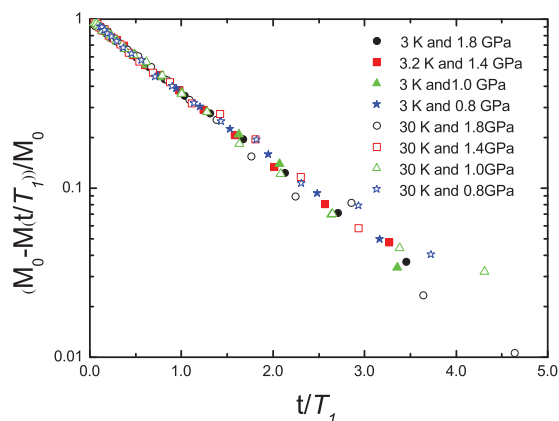 1
3 K and 1.8 GPa
3.2 K and 1.4 GPa
3 K and1.0 GPa
3 K and 0.8 GPa
30 K and 1.8GPa
30 K and 1.4GPa
30 K and 1.0GPa
30 K and 0.8GPa
0.1
0.01
(M0-M(t/T1))/M0
0.0 1.0 2.0 3.0 4.0 5.0
t/T1